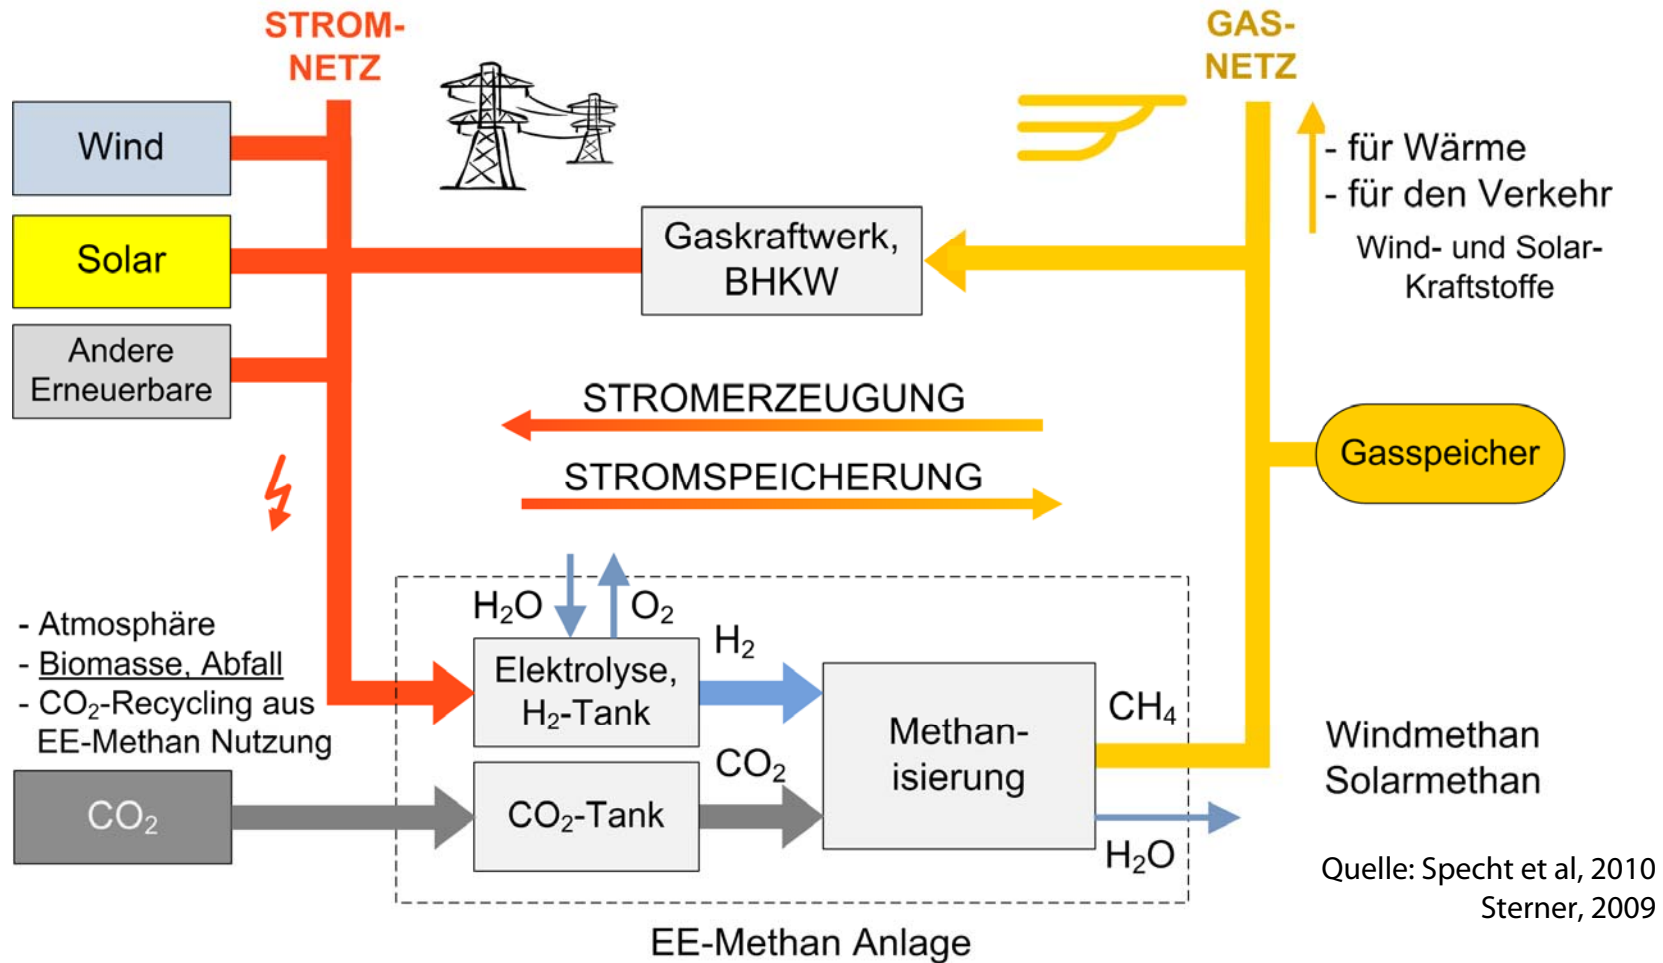 STROM-
NETZ
GAS-
NETZ
Wind
- für Wärme
- für den Verkehr
Wind- und Solar-
Kraftstoffe
Solar
Gaskraftwerk,
BHKW
Andere
Erneuerbare
STROMERZEUGUNG
STROMSPEICHERUNG
Gasspeicher
- Atmosphäre
- Biomasse, Abfall
- CO₂-Recycling aus
EE-Methan Nutzung
H₂O
O₂
Elektrolyse,
H₂-Tank
H₂
CO₂
CO₂-Tank
CO₂
Methan-
isierung
CH₄
H₂O
Windmethan
Solarmethan
EE-Methan Anlage
Quelle: Specht et al, 2010
Sterner, 2009